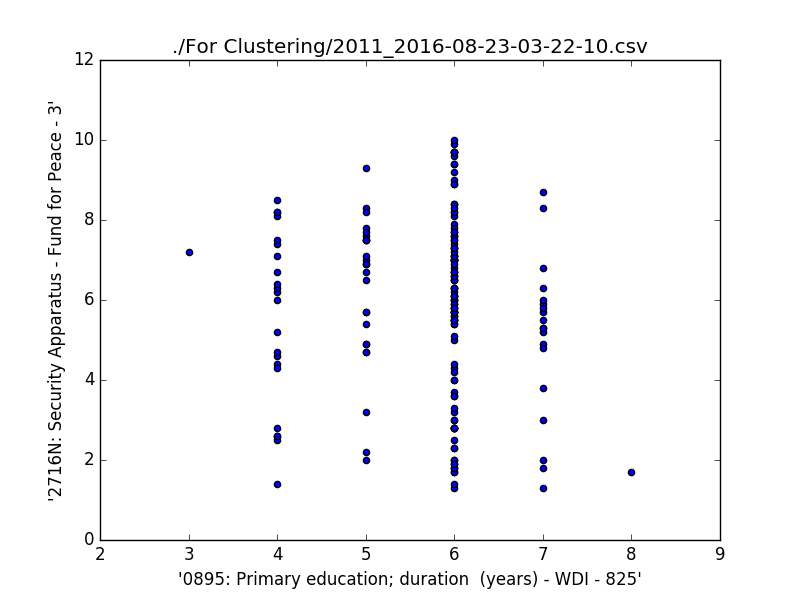 ./For Clustering/2011_2016-08-23-03-22-10.csv
12
10
8
6
4
2
0
'2716N: Security Apparatus - Fund for Peace - 3'
2 3 4 5 6 7 8 9
'0895: Primary education; duration  (years) - WDI - 825'